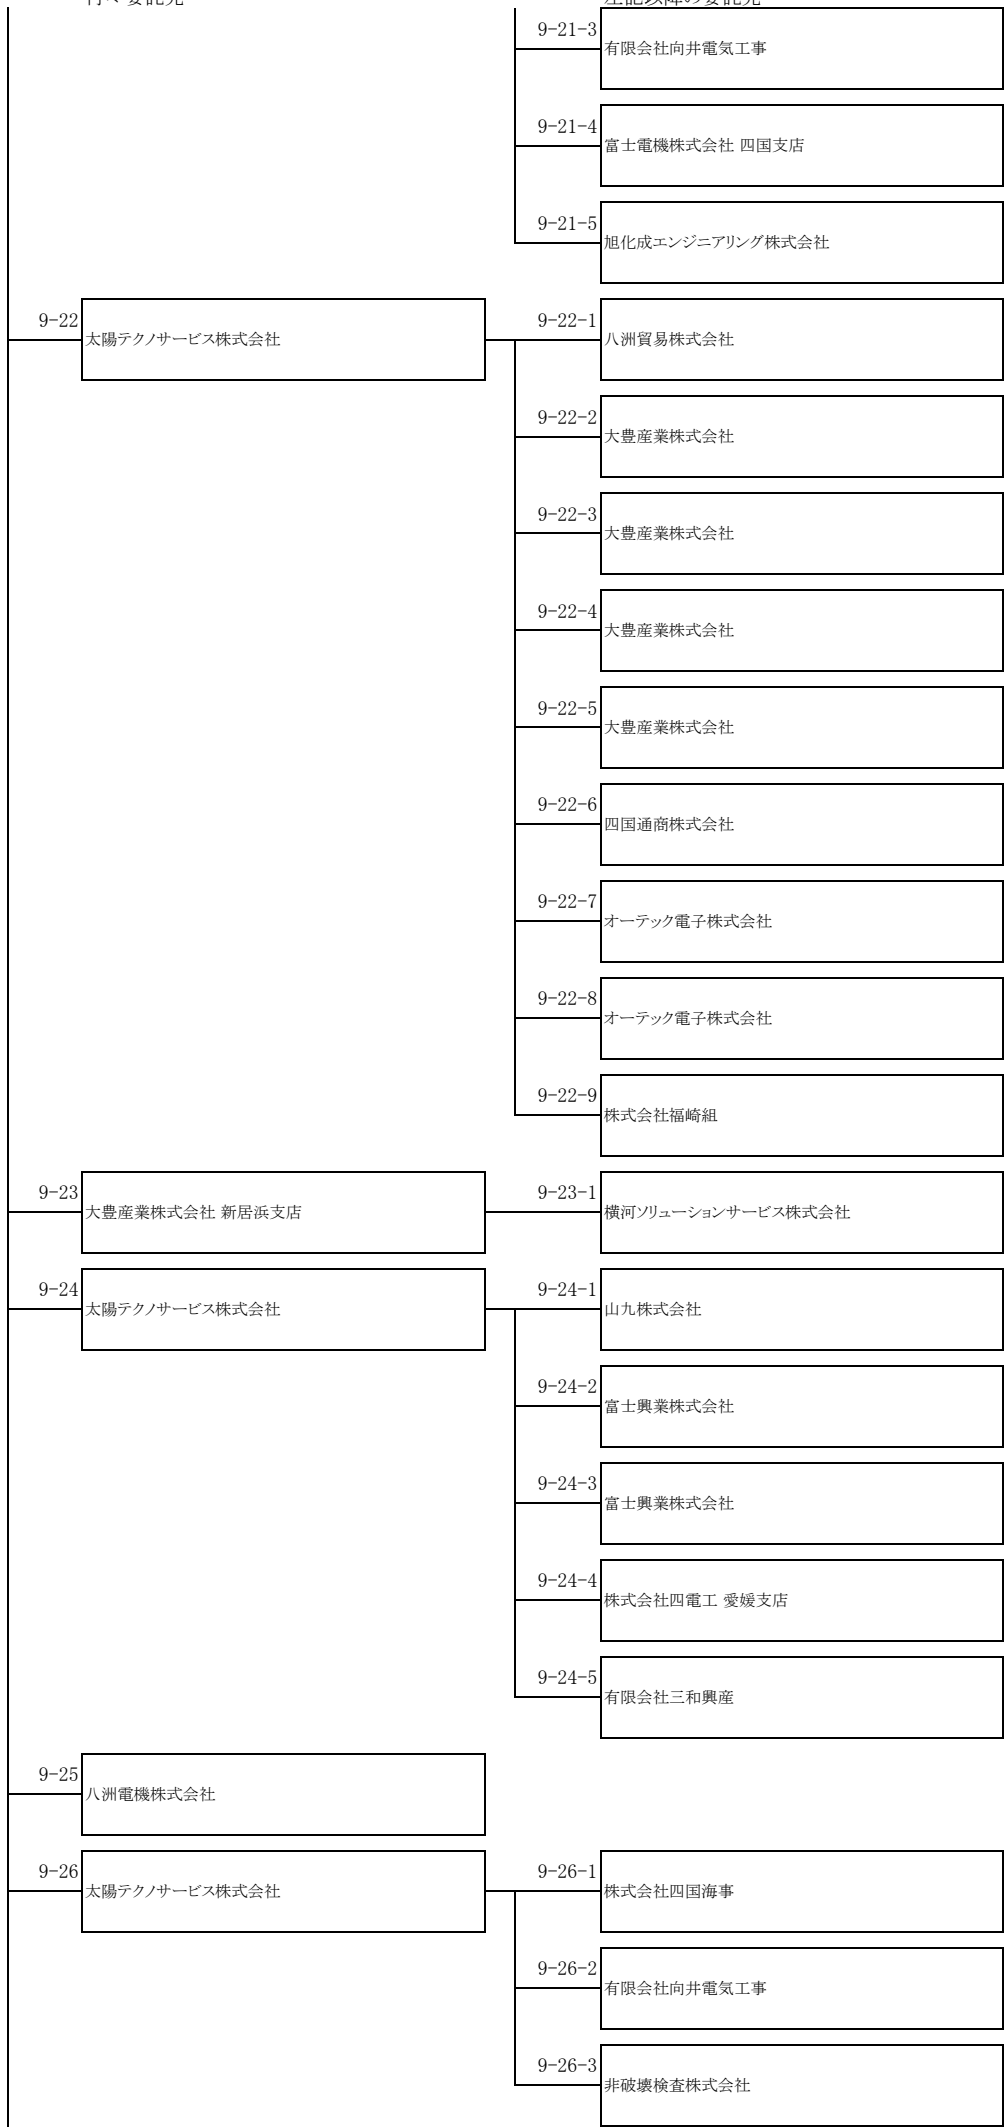 再々委託先
左記以降の委託先
9-21-3
有限会社向井電気工事
9-21-4
富士電機株式会社 四国支店
9-21-5
旭化成エンジニアリング株式会社
9-22
太陽テクノサービス株式会社
9-22-1
八洲貿易株式会社
9-22-2
大豊産業株式会社
9-22-3
大豊産業株式会社
9-22-4
大豊産業株式会社
9-22-5
大豊産業株式会社
9-22-6
四国通商株式会社
9-22-7
オーテック電子株式会社
9-22-8
オーテック電子株式会社
9-22-9
株式会社福崎組
9-23
大豊産業株式会社 新居浜支店
9-23-1
横河ソリューションサービス株式会社
9-24
太陽テクノサービス株式会社
9-24-1
山九株式会社
9-24-2
富士興業株式会社
9-24-3
富士興業株式会社
9-24-4
株式会社四電工 愛媛支店
9-24-5
有限会社三和興産
9-25
八洲電機株式会社
9-26
太陽テクノサービス株式会社
9-26-1
株式会社四国海事
9-26-2
有限会社向井電気工事
9-26-3
非破壊検査株式会社